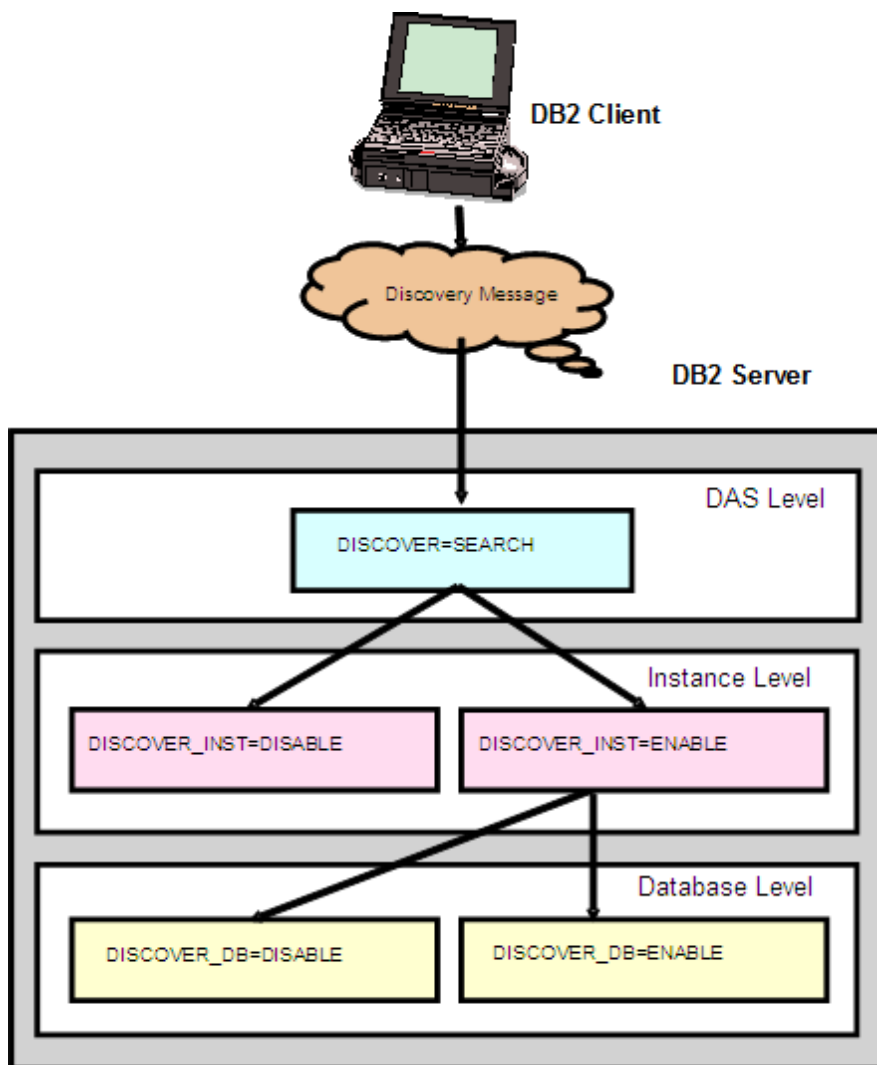 DB2 Client
Discovery Message
DB2 Server
DAS Level
DISCOVER=SEARCH
Instance Level
DISCOVER_INST=DISABLE
DISCOVER_INST=ENABLE
Database Level
DISCOVER_DB=DISABLE
DISCOVER_DB=ENABLE